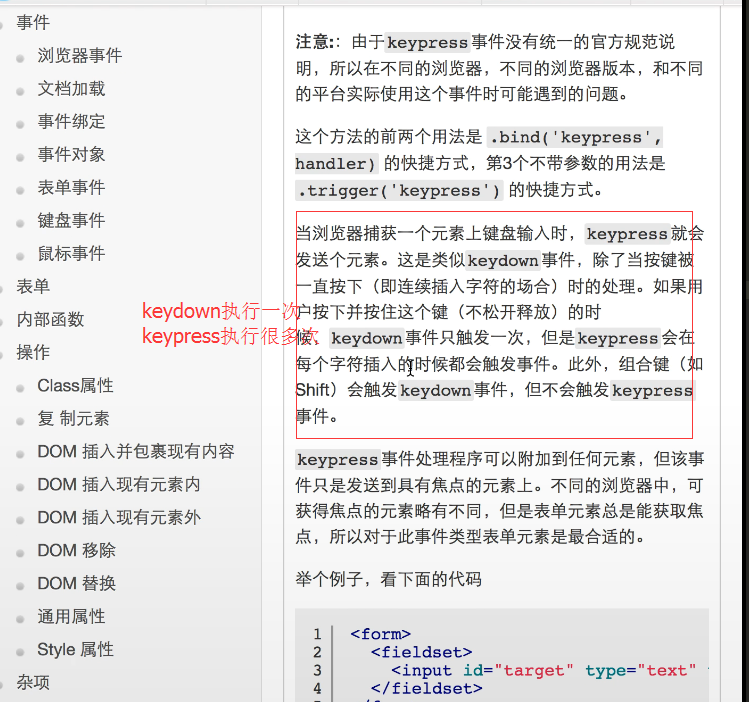 事件
浏览器事件
文档加载
事件绑定
事件对象
表单事件
键盘事件
鼠标事件
表单
内部函数
操作
Class属性
复 制元素
DOM 插入并包裹现有内容
DOM 插入现有元素内
DOM 插入现有元素外
DOM 移除
DOM 替换
通用属性
Style 属性
杂项
注意:：由于keypress事件没有统一的官方规范说
明，所以在不同的浏览器，不同的浏览器版本，和不同
的平台实际使用这个事件时可能遇到的问题。
这个方法的前两个用法是 .bind('keypress',
handler) 的快捷方式，第3个不带参数的用法是
.trigger('keypress') 的快捷方式。
当浏览器捕获一个元素上键盘输入时，keypress就会
发送个元素。这是类似keydown事件，除了当按键被
一直按下（即连续插入字符的场合）时的处理。如果用
户按下并按住这个键（不松开释放）的时
候，keydown事件只触发一次，但是keypress会在
每个字符插入的时候都会触发事件。此外，组合键（如
Shift）会触发keydown事件，但不会触发keypress
事件。
keydown执行一次
keypress执行很多次
keypress事件处理程序可以附加到任何元素，但该事
件只是发送到具有焦点的元素上。不同的浏览器中，可
获得焦点的元素略有不同，但是表单元素总是能获取焦
点，所以对于此事件类型表单元素是最合适的。
举个例子，看下面的代码
1 <form>
2 <fieldset>
3 <input id="target" type="text"
4 </fieldset>